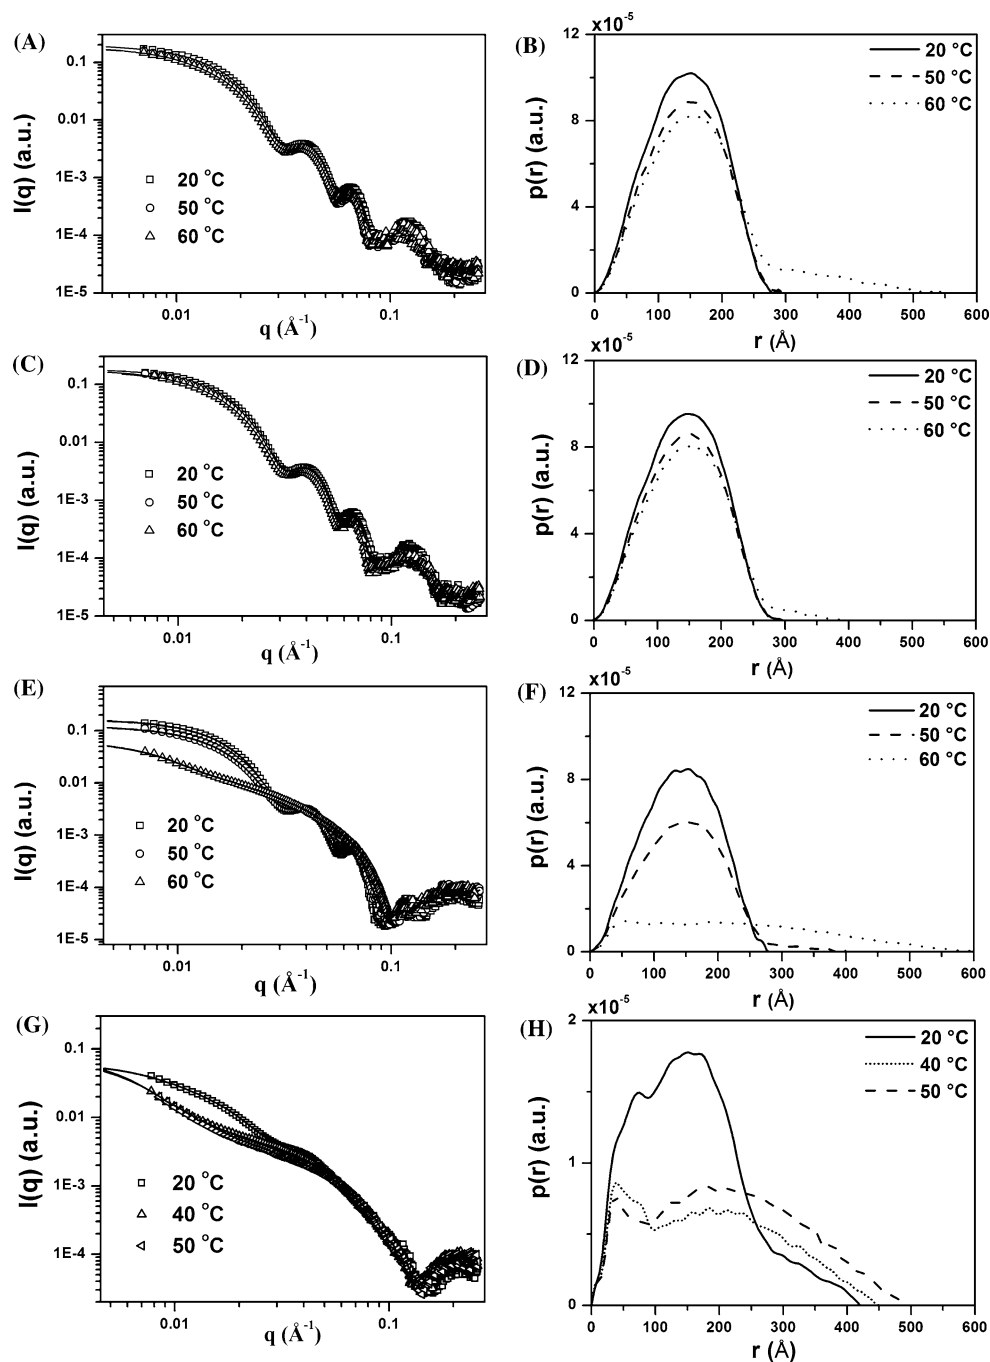 (A)
0.1
0.01
1E-3
1E-4
1E-5
I(q) (a.u.)
20 °C
50 °C
60 °C
0.01
0.1
q (Å-1)
(B)
x10-5
12
8
4
0
p(r) (a.u.)
20 °C
50 °C
60 °C
0
100
200
300
400
500
600
r (Å)
(C)
0.1
0.01
1E-3
1E-4
1E-5
I(q) (a.u.)
20 °C
50 °C
60 °C
0.01
0.1
q (Å-1)
(D)
x10-5
12
8
4
0
p(r) (a.u.)
20 °C
50 °C
60 °C
0
100
200
300
400
500
600
r (Å)
(E)
0.1
0.01
1E-3
1E-4
1E-5
I(q) (a.u.)
20 °C
50 °C
60 °C
0.01
0.1
q (Å-1)
(F)
x10-5
12
8
4
0
p(r) (a.u.)
20 °C
50 °C
60 °C
0
100
200
300
400
500
600
r (Å)
(G)
0.1
0.01
1E-3
1E-4
I(q) (a.u.)
20 °C
40 °C
50 °C
0.01
0.1
q (Å-1)
(H)
x10-5
2
1
0
p(r) (a.u.)
20 °C
40 °C
50 °C
0
100
200
300
400
500
600
r (Å)